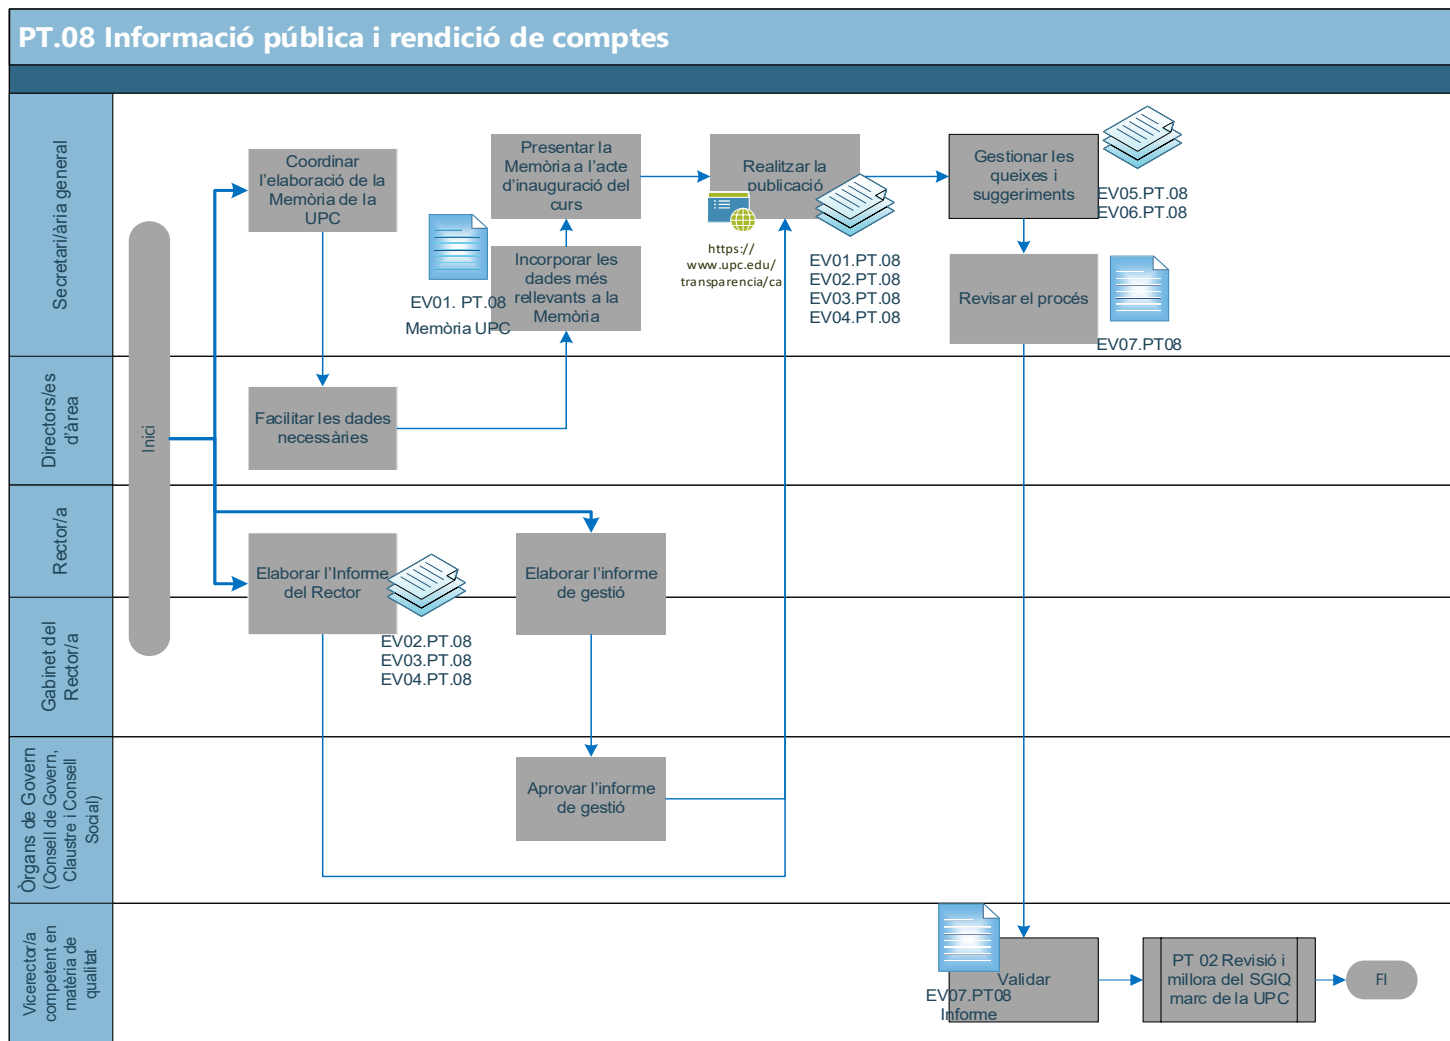 PT.08 Informació pública i rendició de comptes
Secretari/ària general
Coordinar
l’elaboració de la
Memòria de la
UPC
Presentar la
Memòria a l’acte
d’inauguració del
curs
Realitzar la
publicació
Gestionar les
queixes i
suggeriments
EV05.PT.08
EV06.PT.08
https://
www.upc.edu/
transparencia/ca
EV01.PT.08
EV02.PT.08
EV03.PT.08
EV04.PT.08
EV01. PT.08
Memòria UPC
Incorporar les
dades més
rellevants a la
Memòria
Revisar el procés
EV07.PT08
Directors/es
d’àrea
Inici
Facilitar les dades
necessàries
Rector/a
Elaborar l’Informe
del Rector
Elaborar l’informe
de gestió
EV02.PT.08
EV03.PT.08
EV04.PT.08
Gabinet del
Rector/a
Òrgans de Govern
(Consell de Govern,
Claustre i Consell
Social)
Aprovar l’informe
de gestió
Vicerector/a
competent en
matèria de
qualitat
Validar
EV07.PT08
Informe
PT 02 Revisió i
millora del SGIQ
marc de la UPC
FI